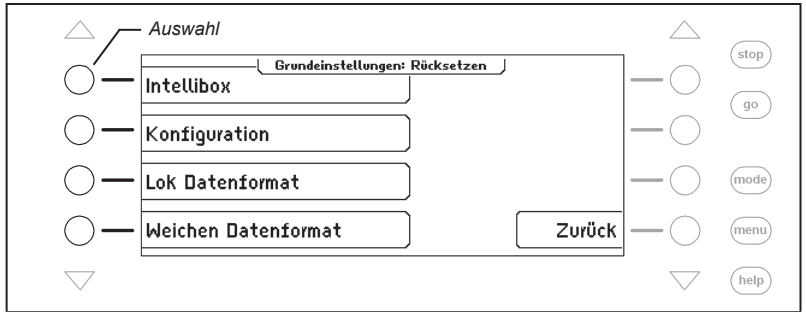 Auswahl
Grundeinstellungen: Rücksetzen
stop
Intellibox
go
Konfiguration
Lok Datenformat
mode
Weichen Datenformat
Zurück
menu
help